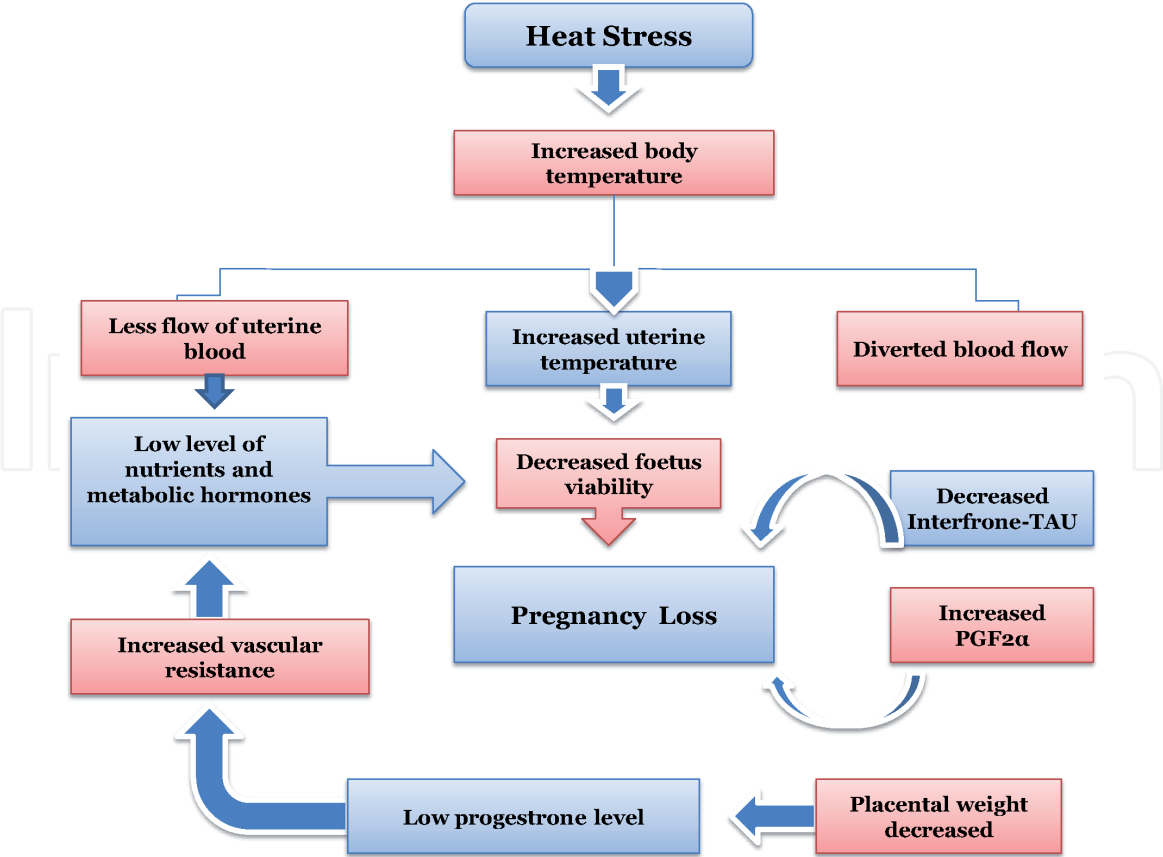 Heat Stress
Increased body
temperature
Less flow of uterine
blood
Increased uterine
temperature
Diverted blood flow
Low level of
nutrients and
metabolic hormones
Decreased foetus
viability
Decreased
Interfrone-TAU
Pregnancy Loss
Increased
PGF2α
Increased vascular
resistance
Low progestrone level
Placental weight
decreased